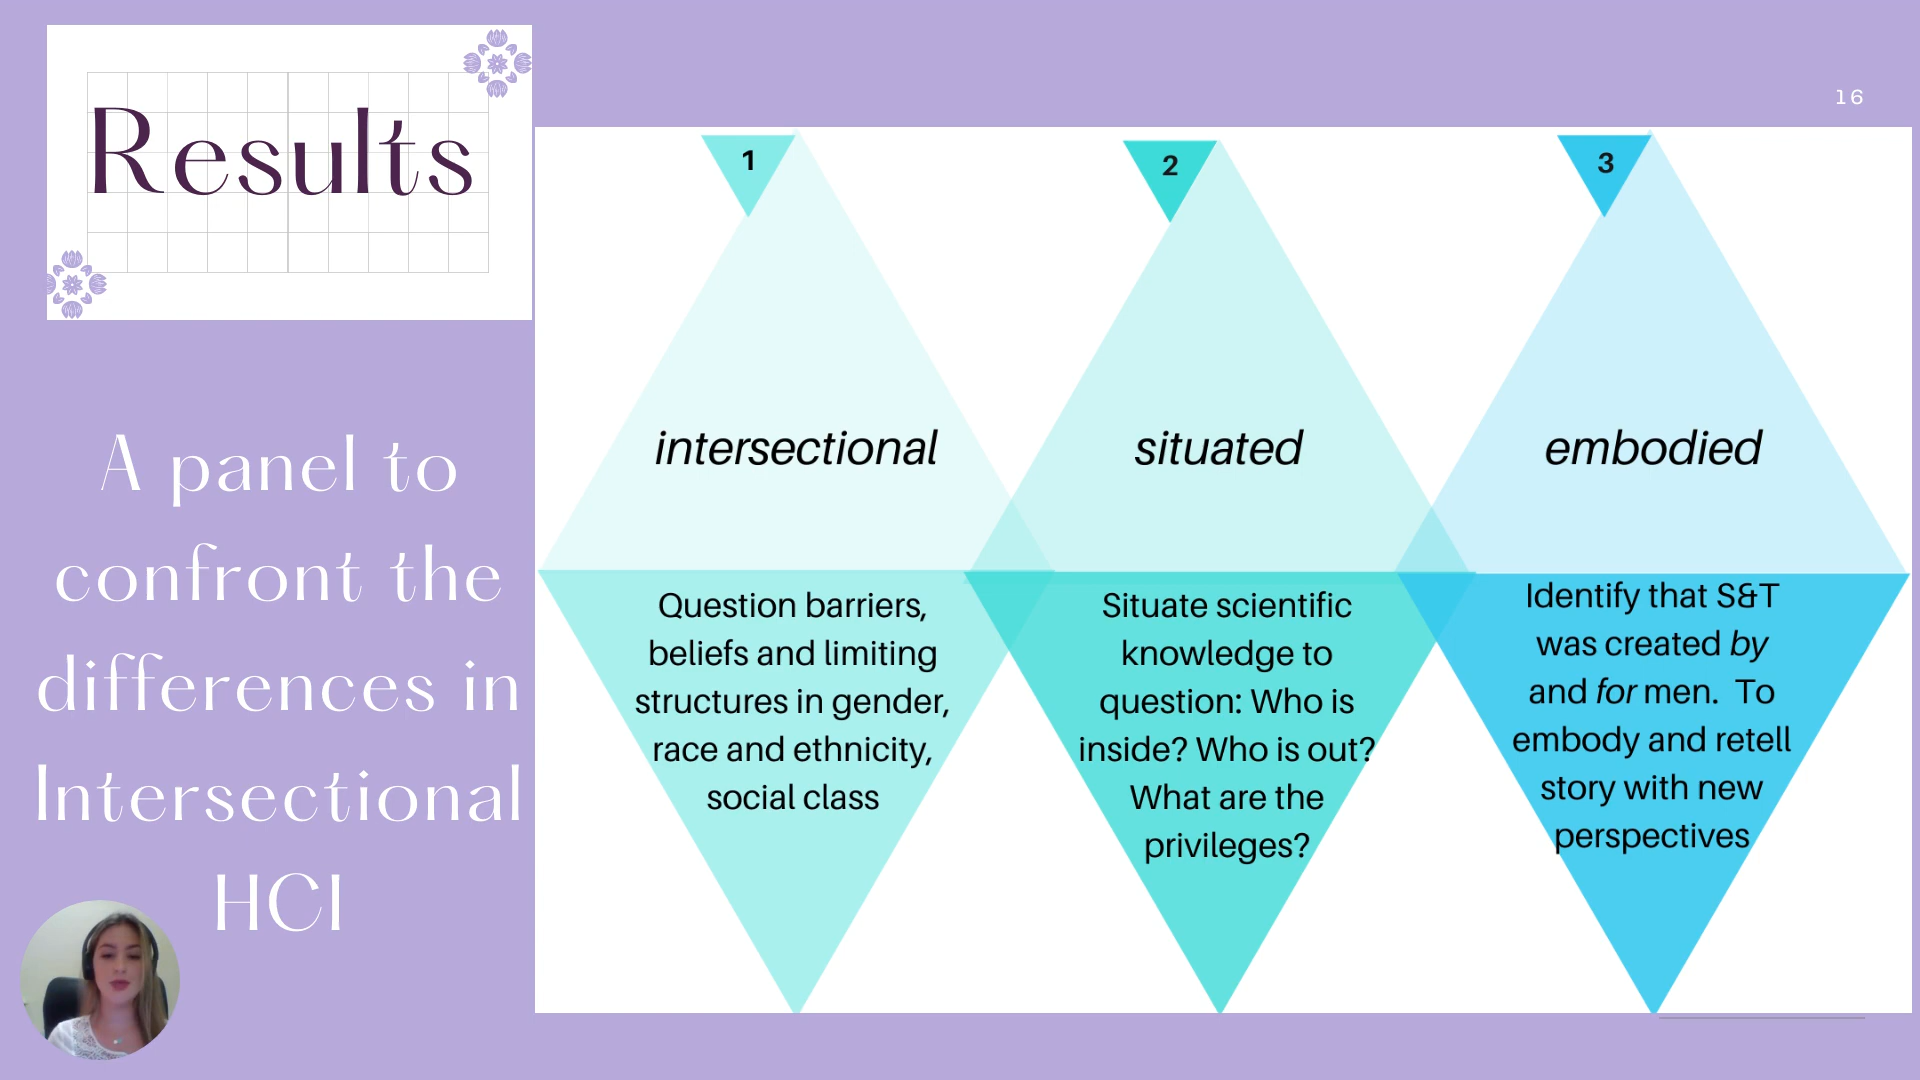 Results
A panel to
confront the
differences in
Intersectional
HCI
16
1
intersectional
Question barriers,
beliefs and limiting
structures in gender,
race and ethnicity,
social class
2
situated
Situate scientific
knowledge to
question: Who is
inside? Who is out?
What are the
privileges?
3
embodied
Identify that S&T
was created by
and for men. To
embody and retell
story with new
perspectives